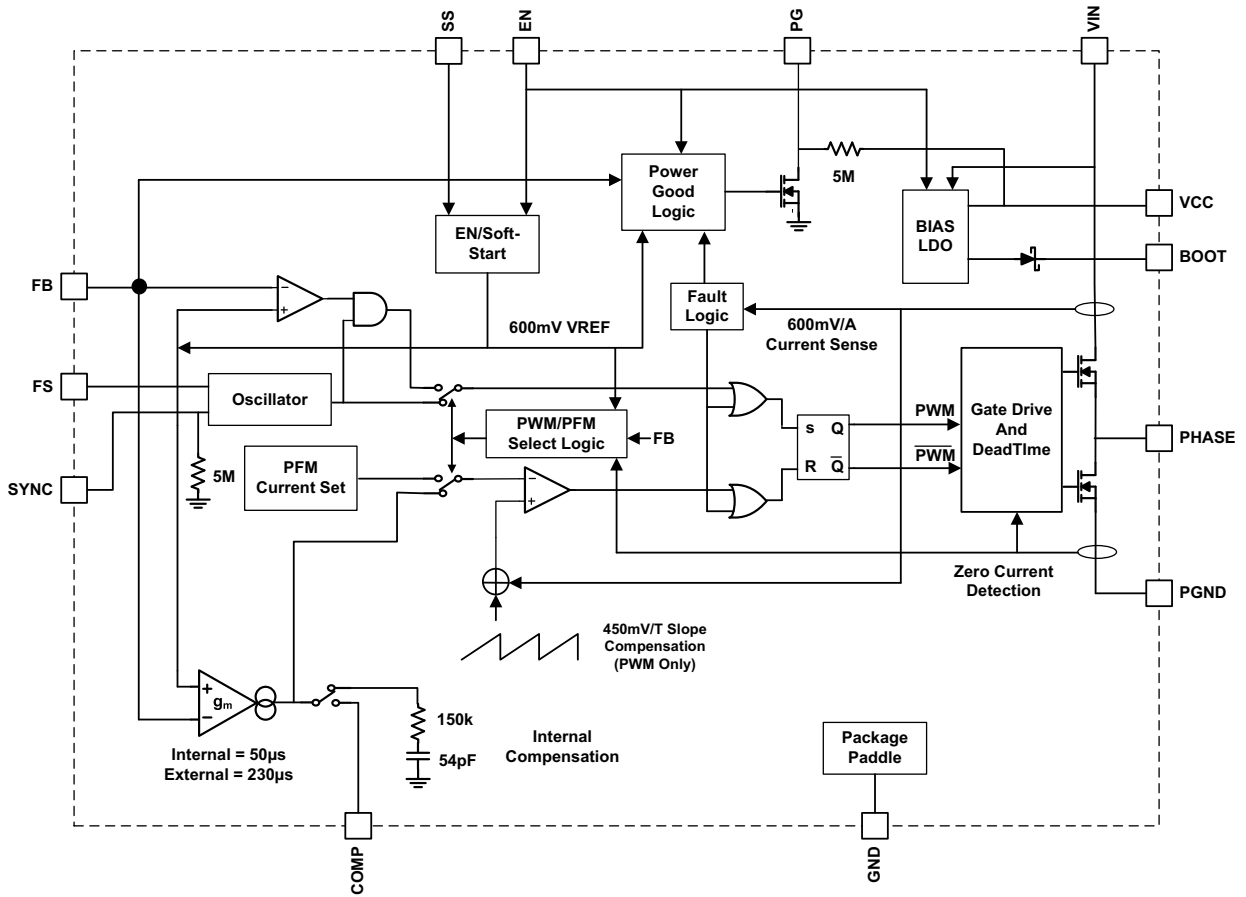 SS
EN
PG
VIN
Power
Good
Logic
5M
VCC
EN/Soft-
Start
BIAS
LDO
BOOT
FB
−
+
Fault
Logic
600mV VREF
600mV/A
Current Sense
FS
Oscillator
PWM/PFM
Select Logic
FB
s Q
R Q̅
PWM
P̅W̅M̅
Gate Drive
And
DeadTIme
PHASE
5M
SYNC
PFM
Current Set
−
+
Zero Current
Detection
PGND
450mV/T Slope
Compensation
(PWM Only)
+
gm
−
150k
54pF
Internal
Compensation
Internal = 50µs
External = 230µs
Package
Paddle
COMP
GND